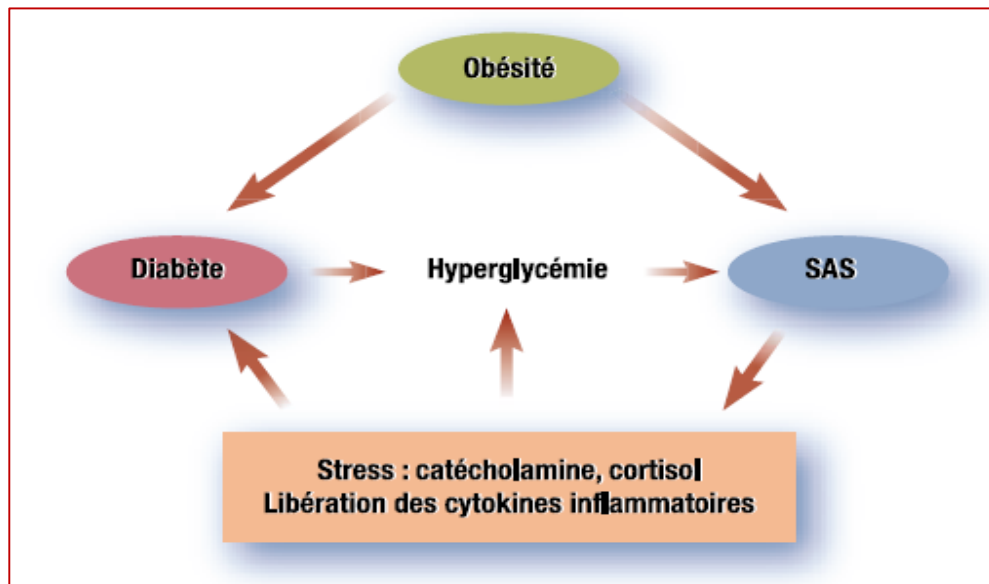 Obésité
Diabète
Hyperglycémie
SAS
Stress : catécholamine, cortisol
Libération des cytokines inflammatoires